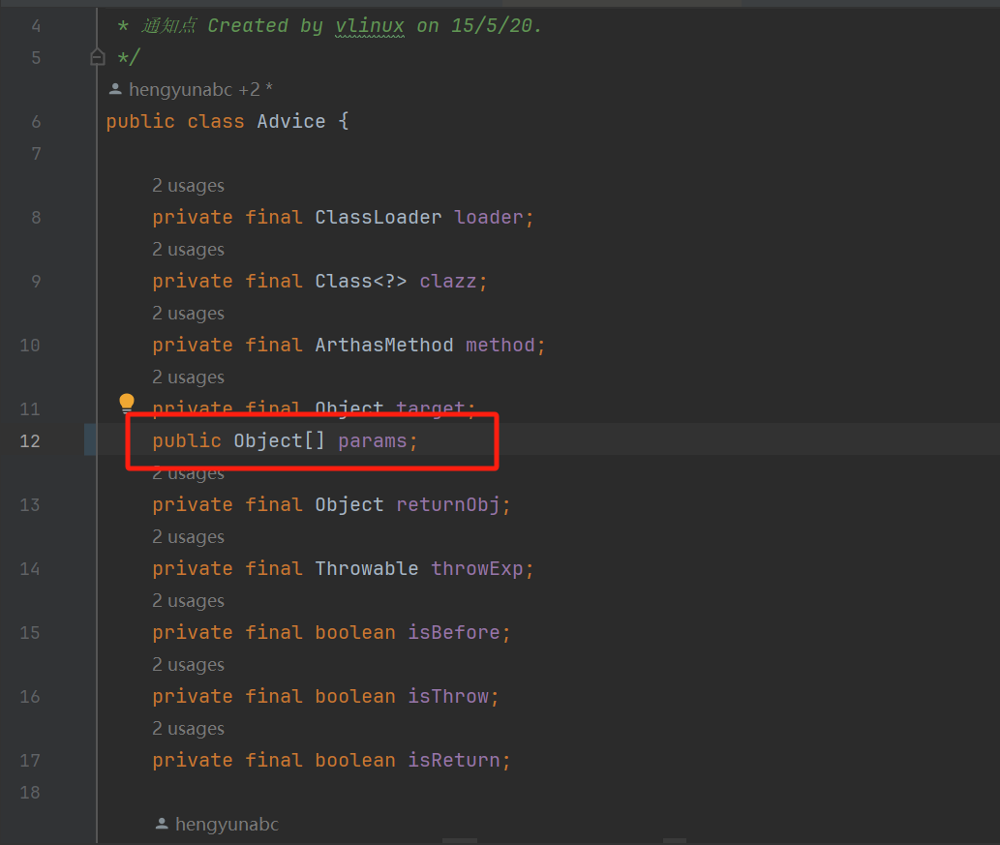 4 * 通知点 Created by vlinux on 15/5/20.
5 */
hengyunabc +2 *
6 public class Advice {
7
2 usages
8 private final ClassLoader loader;
2 usages
9 private final Class<?> clazz;
2 usages
10 private final ArthasMethod method;
2 usages
11 private final Object target;
12 public Object[] params;
2 usages
13 private final Object returnObj;
2 usages
14 private final Throwable throwExp;
2 usages
15 private final boolean isBefore;
2 usages
16 private final boolean isThrow;
2 usages
17 private final boolean isReturn;
18
hengyunabc